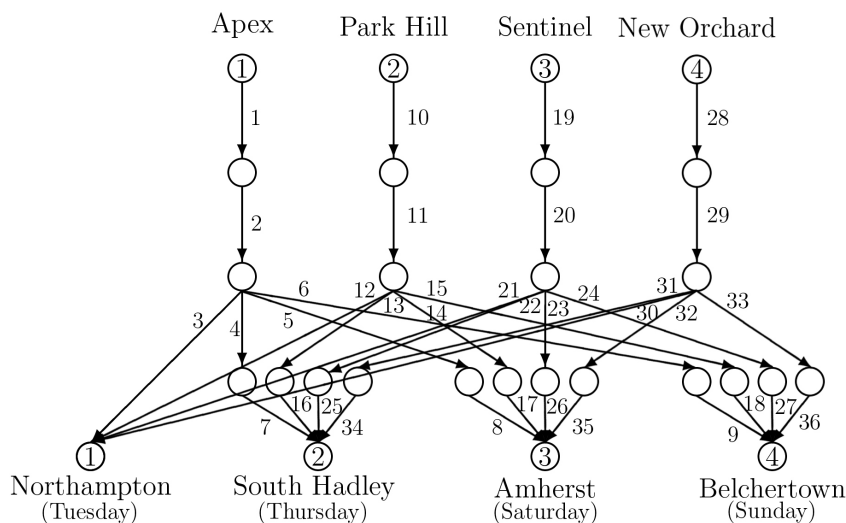 Apex Park Hill Sentinel New Orchard
1 2 3 4
1 10 19 28
2 11 20 29
3 4 5 6 12 13 14 15 21 22 23 24 30 31 32 33
7 16 25 34 8 17 26 35 9 18 27 36
1 2 3 4
Northampton South Hadley Amherst Belchertown
(Tuesday) (Thursday) (Saturday) (Sunday)